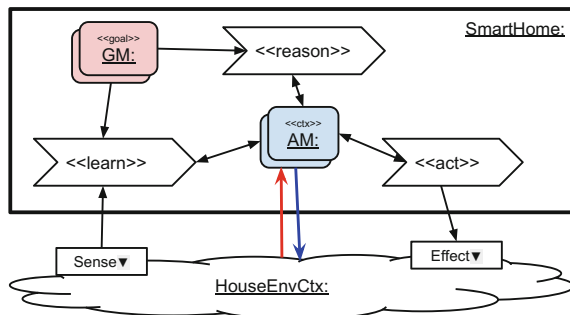 SmartHome:
<<goal>>
GM:
<<reason>>
<<ctx>>
AM:
<<learn>>
<<act>>
Sense▼
Effect▼
HouseEnvCtx: